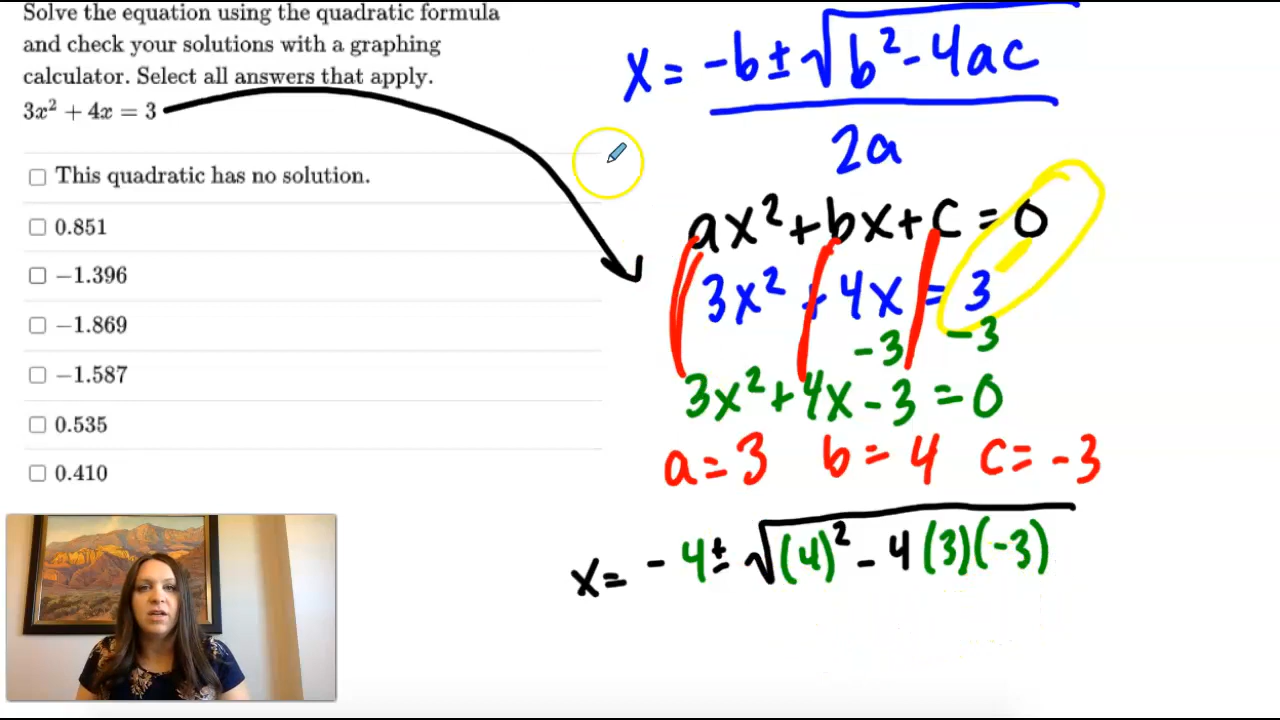 Solve the equation using the quadratic formula
and check your solutions with a graphing
calculator. Select all answers that apply.
3x² + 4x = 3
This quadratic has no solution.
0.851
−1.396
−1.869
−1.587
0.535
0.410
x = -b ± √(b² - 4ac)
2a
ax² + bx + c = 0
3x² + 4x = 3
-3 -3
3x² + 4x - 3 = 0
a = 3 b = 4 c = -3
x = - 4 ± √(4)² - 4(3)(-3)